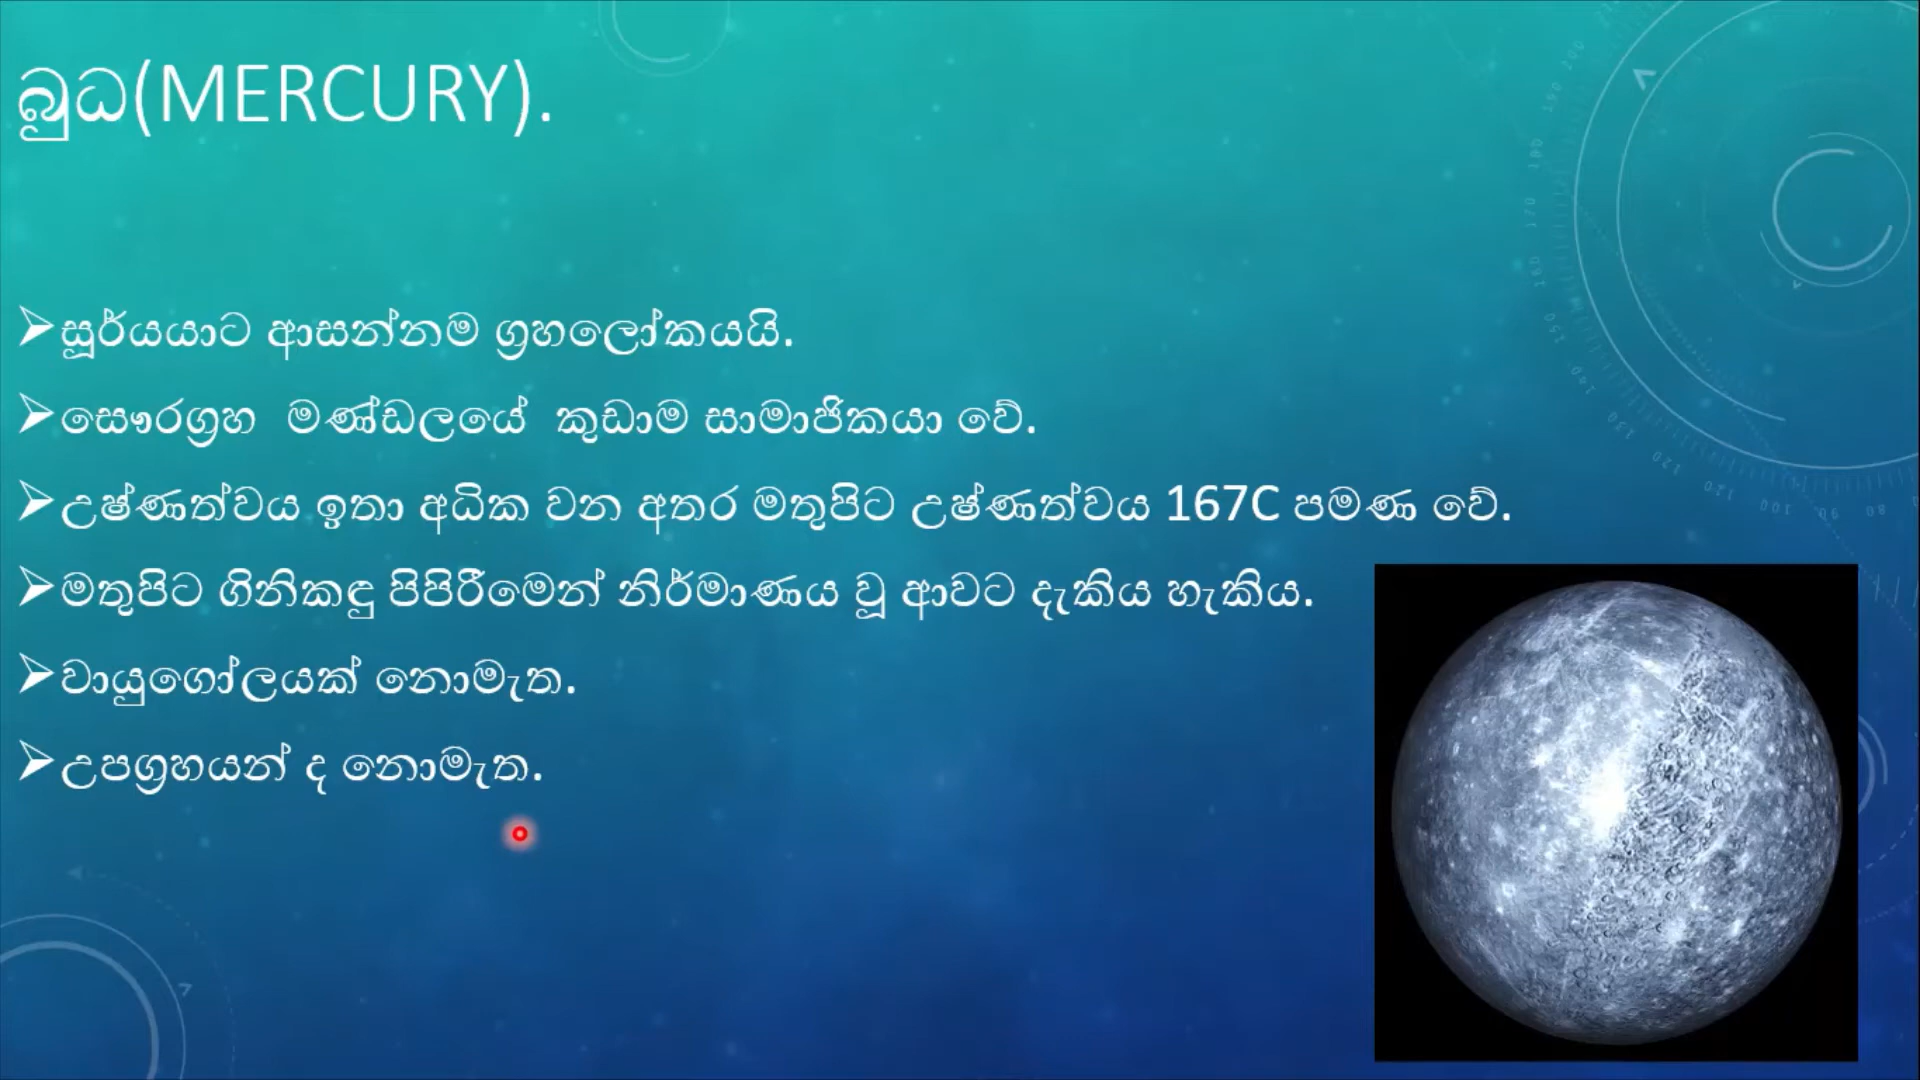 බුධ(MERCURY).
සූර්යයාට ආසන්නම ග්‍රහලෝකයයි.
සෞරග්‍රහ මණ්ඩලයේ කුඩාම සාමාජිකයා වේ.
උෂ්ණත්වය ඉතා අධික වන අතර මතුපිට උෂ්ණත්වය 167C පමණ වේ.
මතුපිට ගිනිකඳු පිපිරීමෙන් නිර්මාණය වූ ආවට දැකිය හැකිය.
වායුගෝලයක් නොමැත.
උපග්‍රහයන් ද නොමැත.